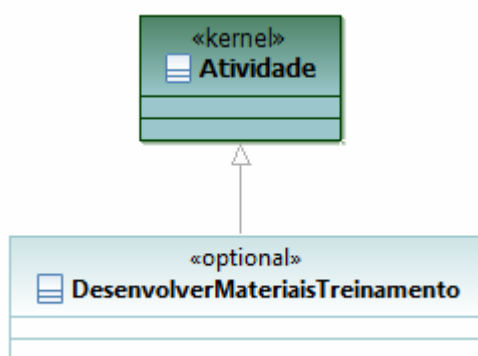 «kernel»
Atividade
«optional»
DesenvolverMateriaisTreinamento